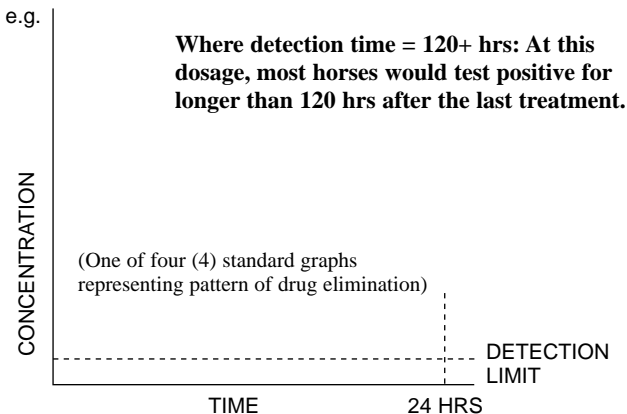 e.g.
Where detection time = 120+ hrs: At this
dosage, most horses would test positive for
longer than 120 hrs after the last treatment.
CONCENTRATION
(One of four (4) standard graphs
representing pattern of drug elimination)
DETECTION
LIMIT
TIME
24 HRS